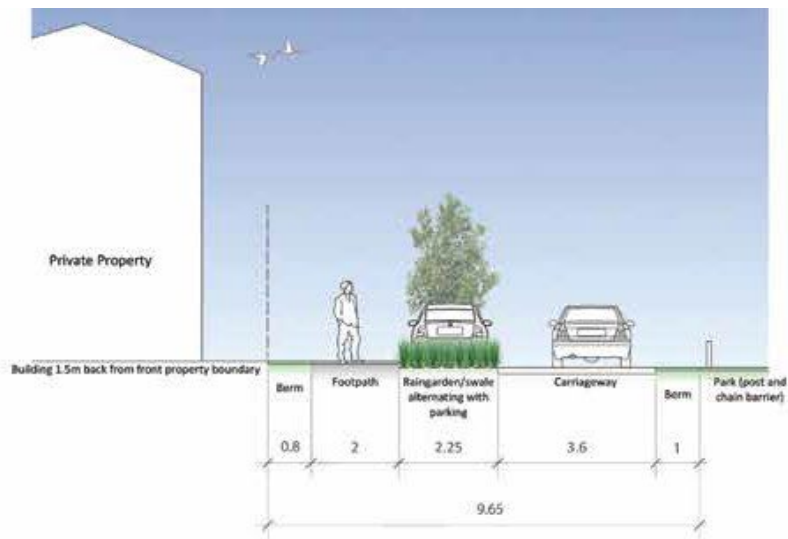 Private Property
Building 1.5m back from front property boundary
Berm
Footpath
Raingarden/swale
alternating with
parking
Carriageway
Berm
Park (post and
chain barrier)
0.8
2
2.25
3.6
1
9.65